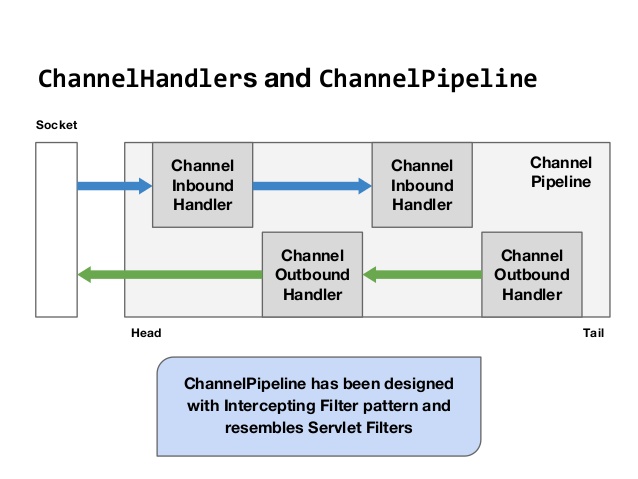 ChannelHandlers and ChannelPipeline
Socket
Channel
Inbound
Handler
Channel
Inbound
Handler
Channel
Pipeline
Channel
Outbound
Handler
Channel
Outbound
Handler
Head
Tail
ChannelPipeline has been designed
with Intercepting Filter pattern and
resembles Servlet Filters